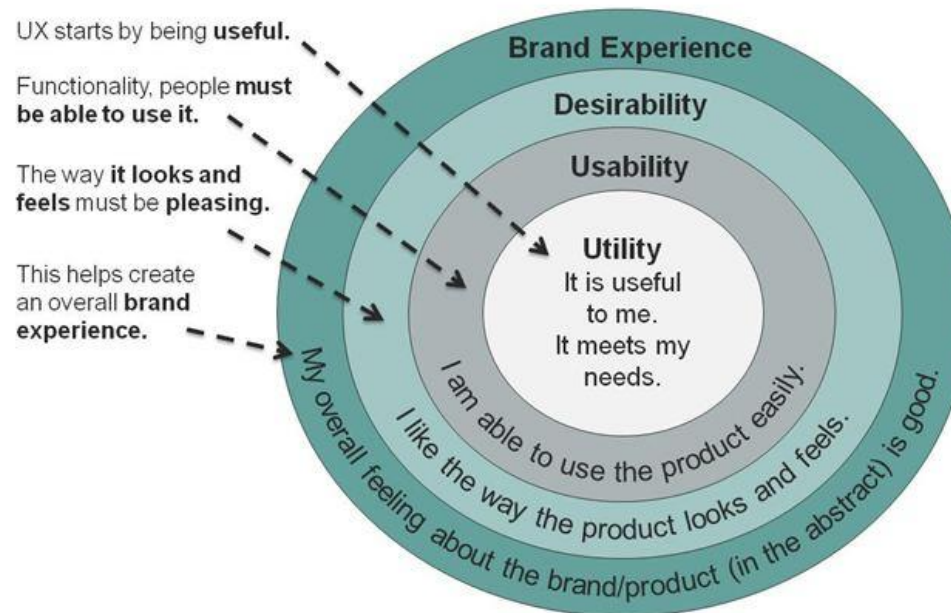 UX starts by being useful.
Functionality, people must
be able to use it.
The way it looks and
feels must be pleasing.
This helps create
an overall brand
experience.
Brand Experience
Desirability
Usability
Utility
It is useful
to me.
It meets my
needs.
I am able to use the product easily.
I like the way the product looks and feels.
My overall feeling about the brand/product (in the abstract) is good.